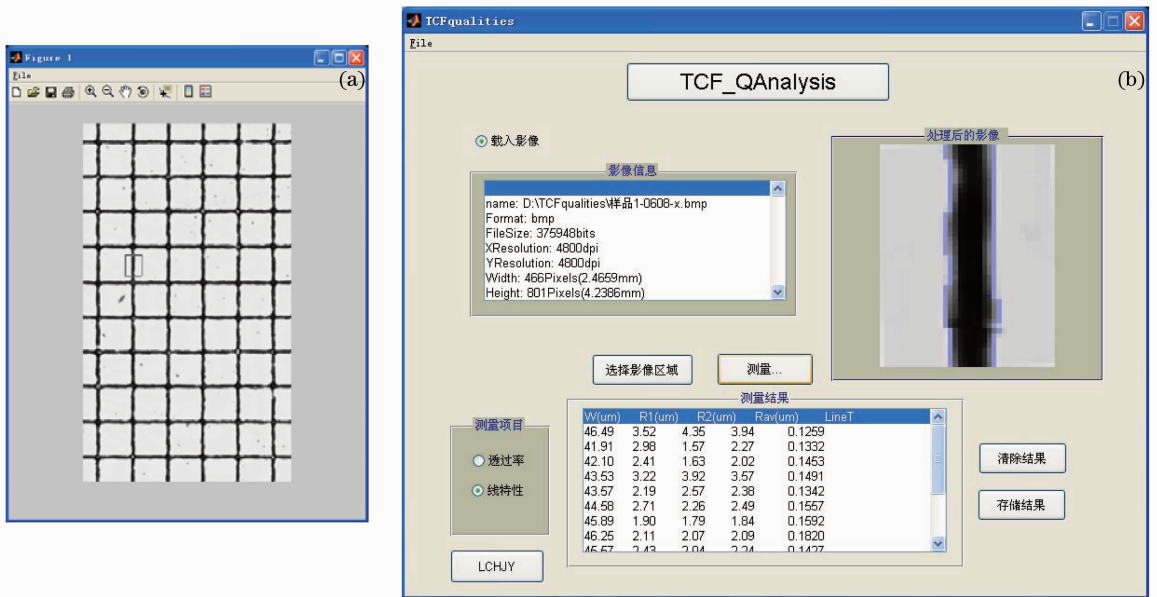 Figure 1
File
(a)
TCFqualities
File
TCF_QAnalysis
(b)
载入影像
影像信息
name: D:\TCFqualities\样品1-0608-x.bmp
Format: bmp
FileSize: 375948bits
XResolution: 4800dpi
YResolution: 4800dpi
Width: 466Pixels(2.4659mm)
Height: 801Pixels(4.2386mm)
处理后的影像
选择影像区域
测量...
测量项目
透过率
线特性
LCHJY
测量结果
W(um) R1(um) R2(um) Rav(um) LineT
46.49 3.52 4.35 3.94 0.1259
41.91 2.98 1.57 2.27 0.1332
42.10 2.41 1.63 2.02 0.1453
43.53 3.22 3.92 3.57 0.1491
43.57 2.19 2.57 2.38 0.1342
44.58 2.71 2.26 2.49 0.1557
45.89 1.90 1.79 1.84 0.1592
46.25 2.11 2.07 2.09 0.1820
清除结果
存储结果